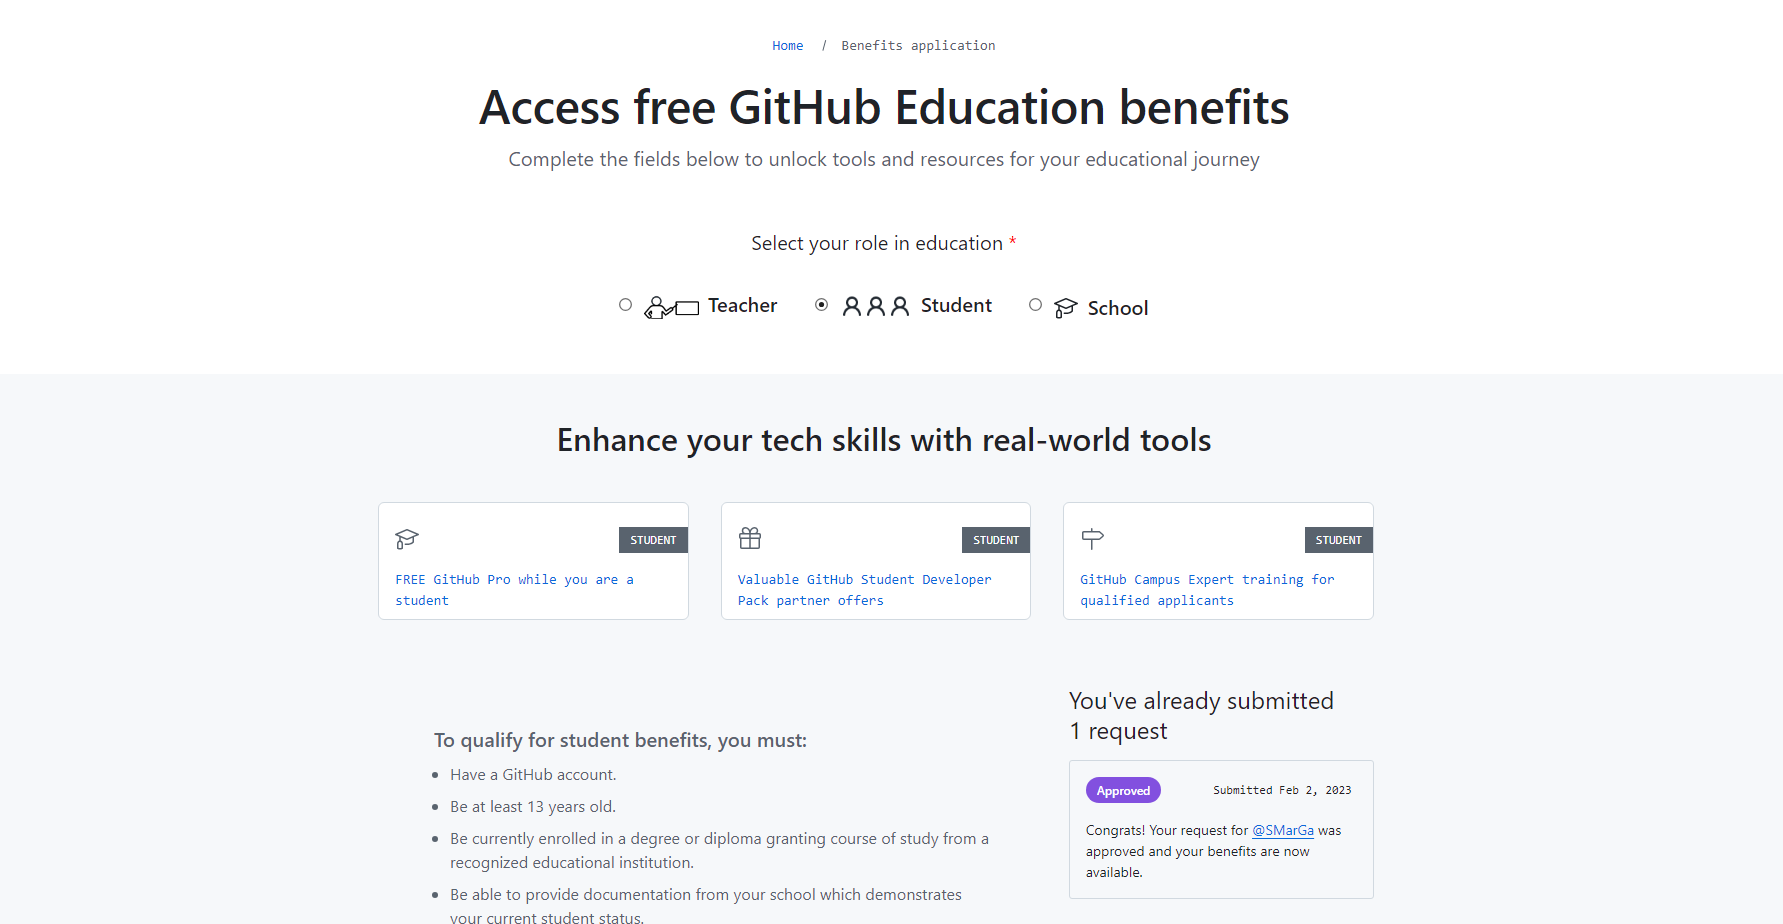 Home / Benefits application
Access free GitHub Education benefits
Complete the fields below to unlock tools and resources for your educational journey
Select your role in education *
Teacher
Student
School
Enhance your tech skills with real-world tools
STUDENT
FREE GitHub Pro while you are a
student
STUDENT
Valuable GitHub Student Developer
Pack partner offers
STUDENT
GitHub Campus Expert training for
qualified applicants
To qualify for student benefits, you must:
Have a GitHub account.
Be at least 13 years old.
Be currently enrolled in a degree or diploma granting course of study from a
recognized educational institution.
Be able to provide documentation from your school which demonstrates
your current student status.
You've already submitted
1 request
Approved
Submitted Feb 2, 2023
Congrats! Your request for @SMarGa was
approved and your benefits are now
available.